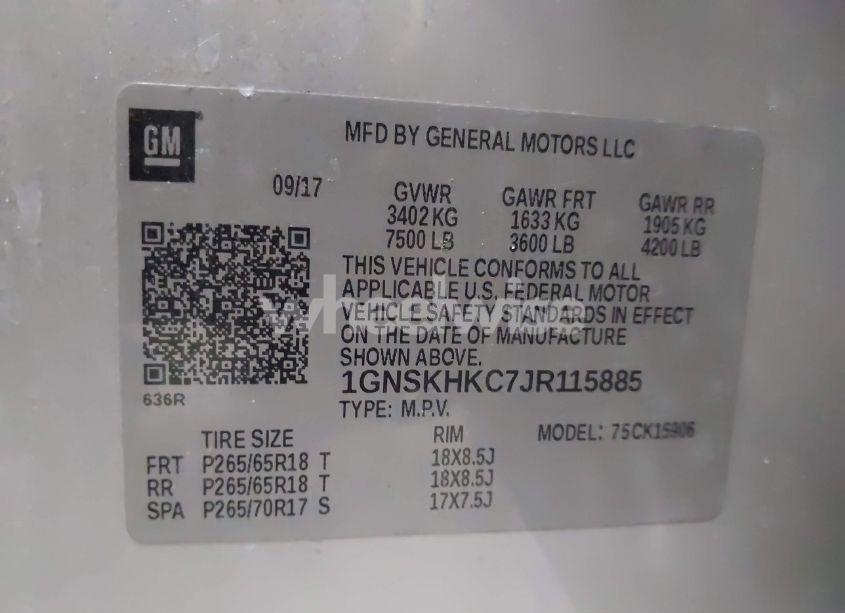 GM
MFD BY GENERAL MOTORS LLC
09/17 GVWR GAWR FRT GAWR RR
3402 KG 1633 KG 1905 KG
7500 LB 3600 LB 4200 LB
THIS VEHICLE CONFORMS TO ALL
APPLICABLE U.S. FEDERAL MOTOR
VEHICLE SAFETY STANDARDS IN EFFECT
ON THE DATE OF MANUFACTURE
SHOWN ABOVE.
636R
1GNSKHKC7JR115885
TYPE: M.P.V.
TIRE SIZE RIM MODEL: 75CK15906
FRT P265/65R18 T 18X8.5J
RR P265/65R18 T 18X8.5J
SPA P265/70R17 S 17X7.5J